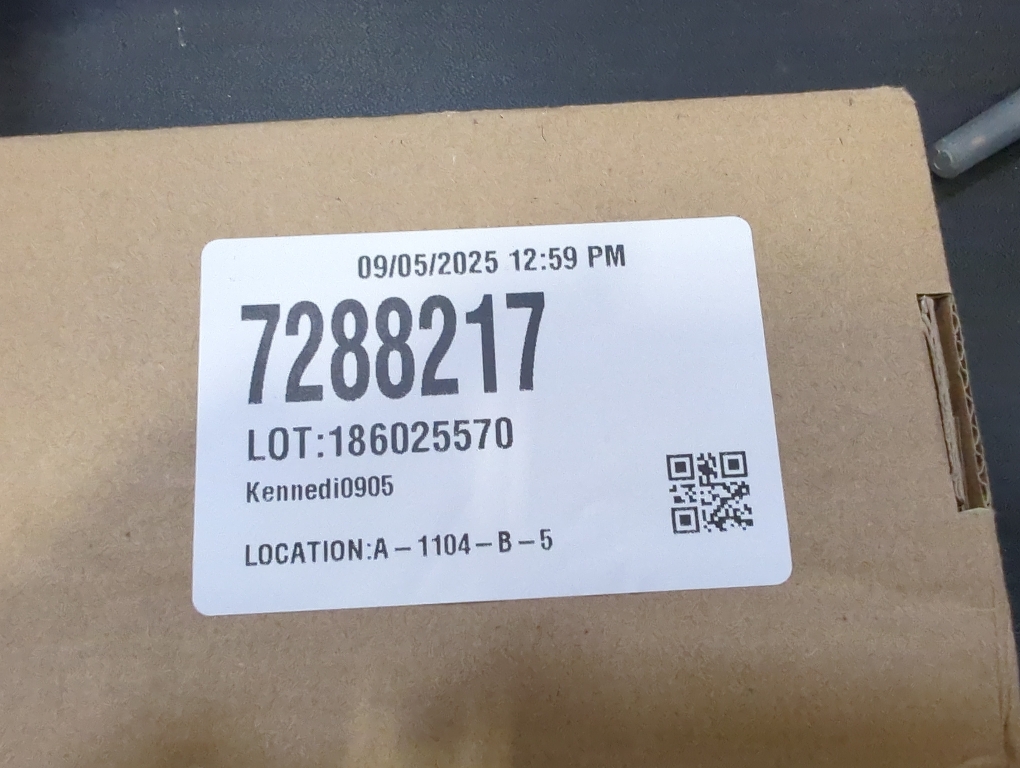 09/05/2025 12:59 PM
7288217
LOT:186025570
Kennedi0905
LOCATION:A – 1104 – B – 5